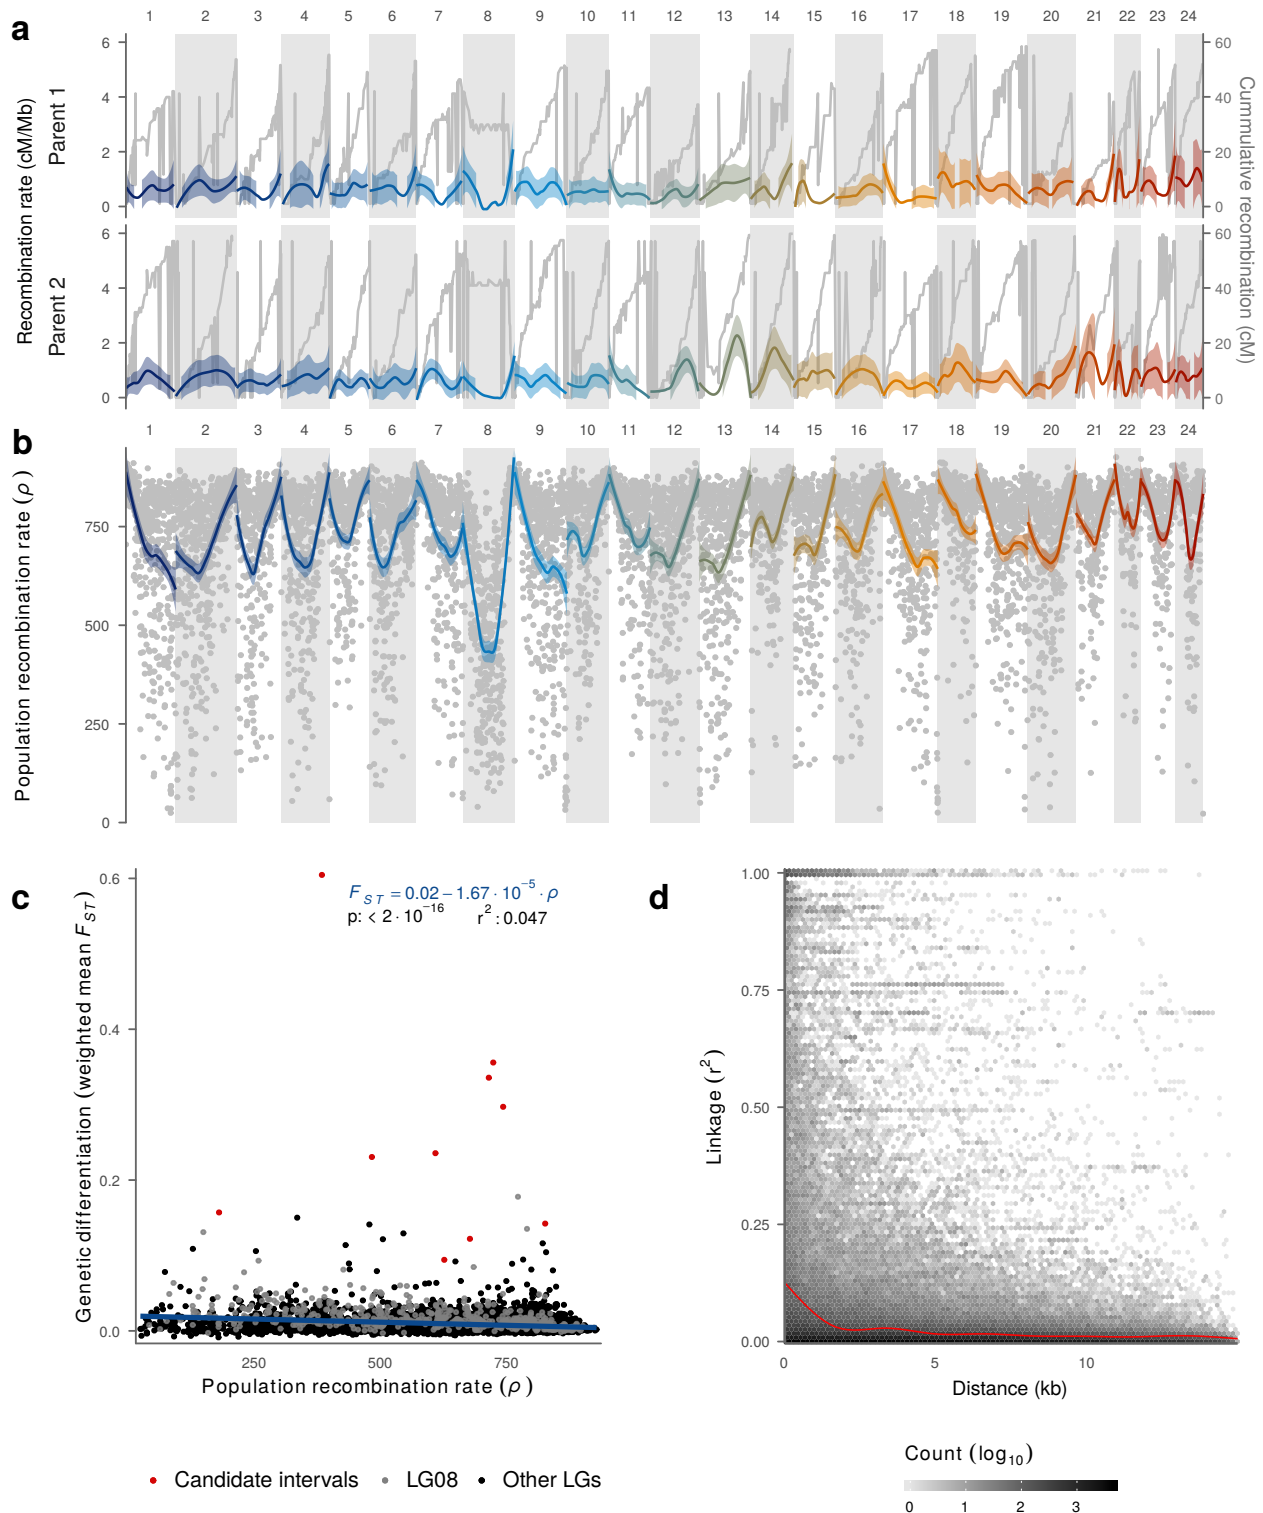 a
1 2 3 4 5 6 7 8 9 10 11 12 13 14 15 16 17 18 19 20 21 22 23 24
Recombination rate (cM/Mb)
Parent 1
6
4
2
0
60
40
20
0
Cummulative recombination (cM)
Parent 2
6
4
2
0
60
40
20
0
b
1 2 3 4 5 6 7 8 9 10 11 12 13 14 15 16 17 18 19 20 21 22 23 24
Population recombination rate (ρ)
750
500
250
0
c
Genetic differentiation (weighted mean F_ST)
0.6
0.4
0.2
0.0
F_ST = 0.02 − 1.67 · 10^−5 · ρ
p: < 2 · 10^−16 r^2 : 0.047
250 500 750
Population recombination rate (ρ)
Candidate intervals LG08 Other LGs
d
Linkage (r^2)
1.00
0.75
0.50
0.25
0.00
0 5 10
Distance (kb)
Count (log_10)
0 1 2 3